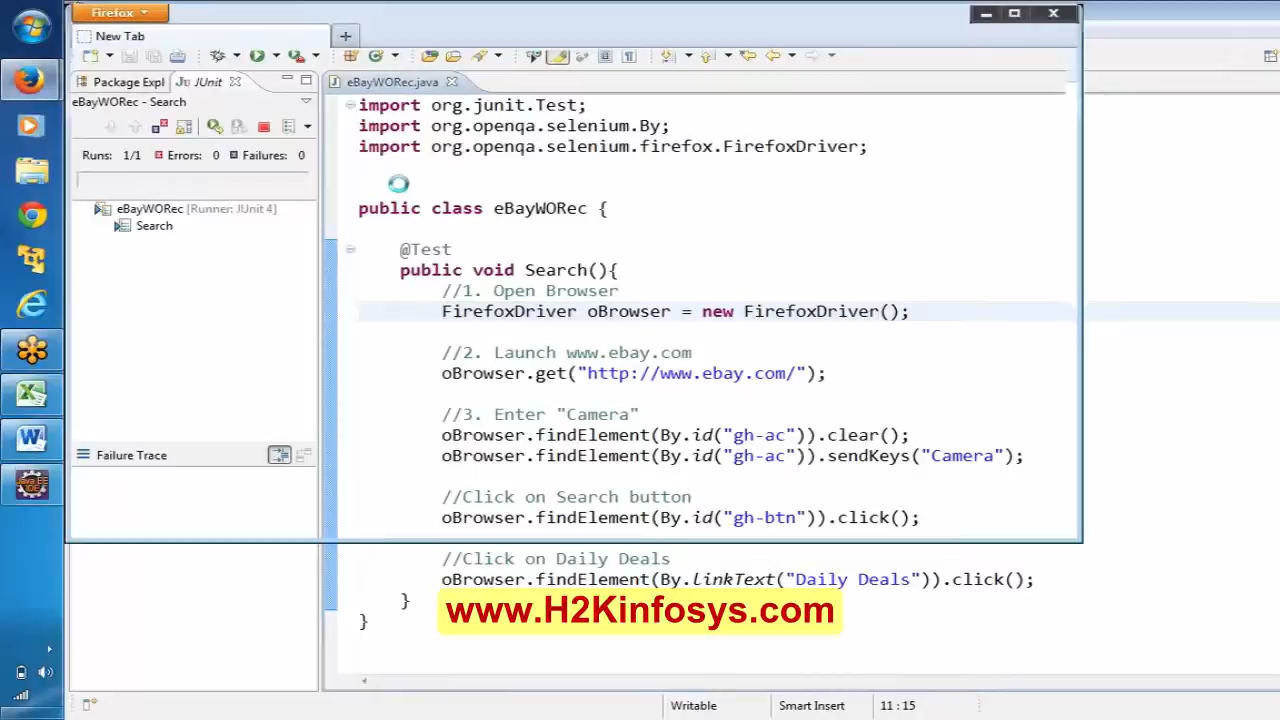 Firefox
New Tab
Package Expl
JUnit
eBayWORec.java
eBayWORec - Search
Runs: 1/1 Errors: 0 Failures: 0
eBayWORec [Runner: JUnit 4]
Search
Failure Trace
import org.junit.Test;
import org.openqa.selenium.By;
import org.openqa.selenium.firefox.FirefoxDriver;
public class eBayWORec {
@Test
public void Search(){
//1. Open Browser
FirefoxDriver oBrowser = new FirefoxDriver();
//2. Launch www.ebay.com
oBrowser.get("http://www.ebay.com/");
//3. Enter "Camera"
oBrowser.findElement(By.id("gh-ac")).clear();
oBrowser.findElement(By.id("gh-ac")).sendKeys("Camera");
//Click on Search button
oBrowser.findElement(By.id("gh-btn")).click();
//Click on Daily Deals
oBrowser.findElement(By.linkText("Daily Deals")).click();
}
}
www.H2Kinfosys.com
Java EE
IDE
Writable
Smart Insert
11 : 15